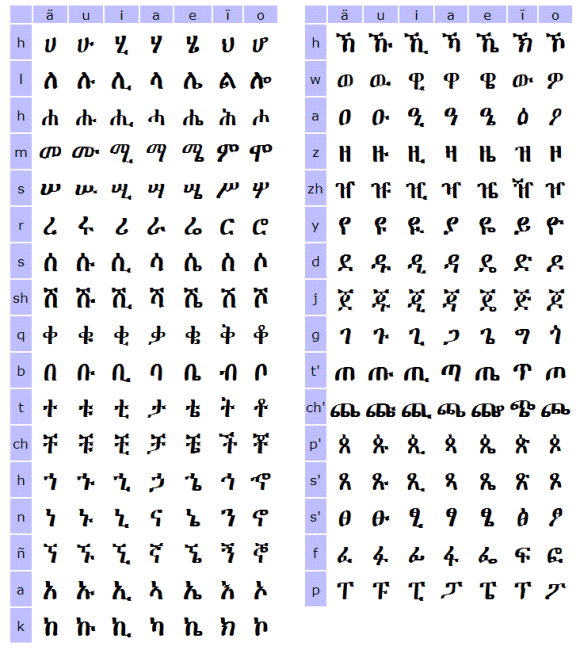 ä u i a e ï o
h ሀ ሁ ሂ ሃ ሄ ህ ሆ
l ለ ሉ ሊ ላ ሌ ል ሎ
h ሐ ሑ ሒ ሓ ሔ ሕ ሖ
m መ ሙ ሚ ማ ሜ ም ሞ
s ሠ ሡ ሢ ሣ ሤ ሥ ሦ
r ረ ሩ ሪ ራ ሬ ር ሮ
s ሰ ሱ ሲ ሳ ሴ ስ ሶ
sh ሸ ሹ ሺ ሻ ሼ ሽ ሾ
q ቀ ቁ ቂ ቃ ቄ ቅ ቆ
b በ ቡ ቢ ባ ቤ ብ ቦ
t ተ ቱ ቲ ታ ቴ ት ቶ
ch ቸ ቹ ቺ ቻ ቼ ች ቾ
h ኀ ኁ ኂ ኃ ኄ ኅ ኆ
n ነ ኑ ኒ ና ኔ ን ኖ
ñ ኘ ኙ ኚ ኛ ኜ ኝ ኞ
a አ ኡ ኢ ኣ ኤ እ ኦ
k ከ ኩ ኪ ካ ኬ ክ ኮ
ä u i a e ï o
h ኸ ኹ ኺ ኻ ኼ ኽ ኾ
w ወ ዉ ዊ ዋ ዌ ው ዎ
a ዐ ዑ ዒ ዓ ዔ ዕ ዖ
z ዘ ዙ ዚ ዛ ዜ ዝ ዞ
zh ዠ ዡ ዢ ዣ ዤ ዥ ዦ
y የ ዩ ዪ ያ ዬ ይ ዮ
d ደ ዱ ዲ ዳ ዴ ድ ዶ
j ጀ ጁ ጂ ጃ ጄ ጅ ጆ
g ገ ጉ ጊ ጋ ጌ ግ ጎ
t' ጠ ጡ ጢ ጣ ጤ ጥ ጦ
ch' ጨ ጩ ጪ ጫ ጬ ጭ ጮ
p' ጰ ጱ ጲ ጳ ጴ ጵ ጶ
s' ጸ ጹ ጺ ጻ ጼ ጽ ጾ
s' ፀ ፁ ፂ ፃ ፄ ፅ ፆ
f ፈ ፉ ፊ ፋ ፌ ፍ ፎ
p ፐ ፑ ፒ ፓ ፔ ፕ ፖ